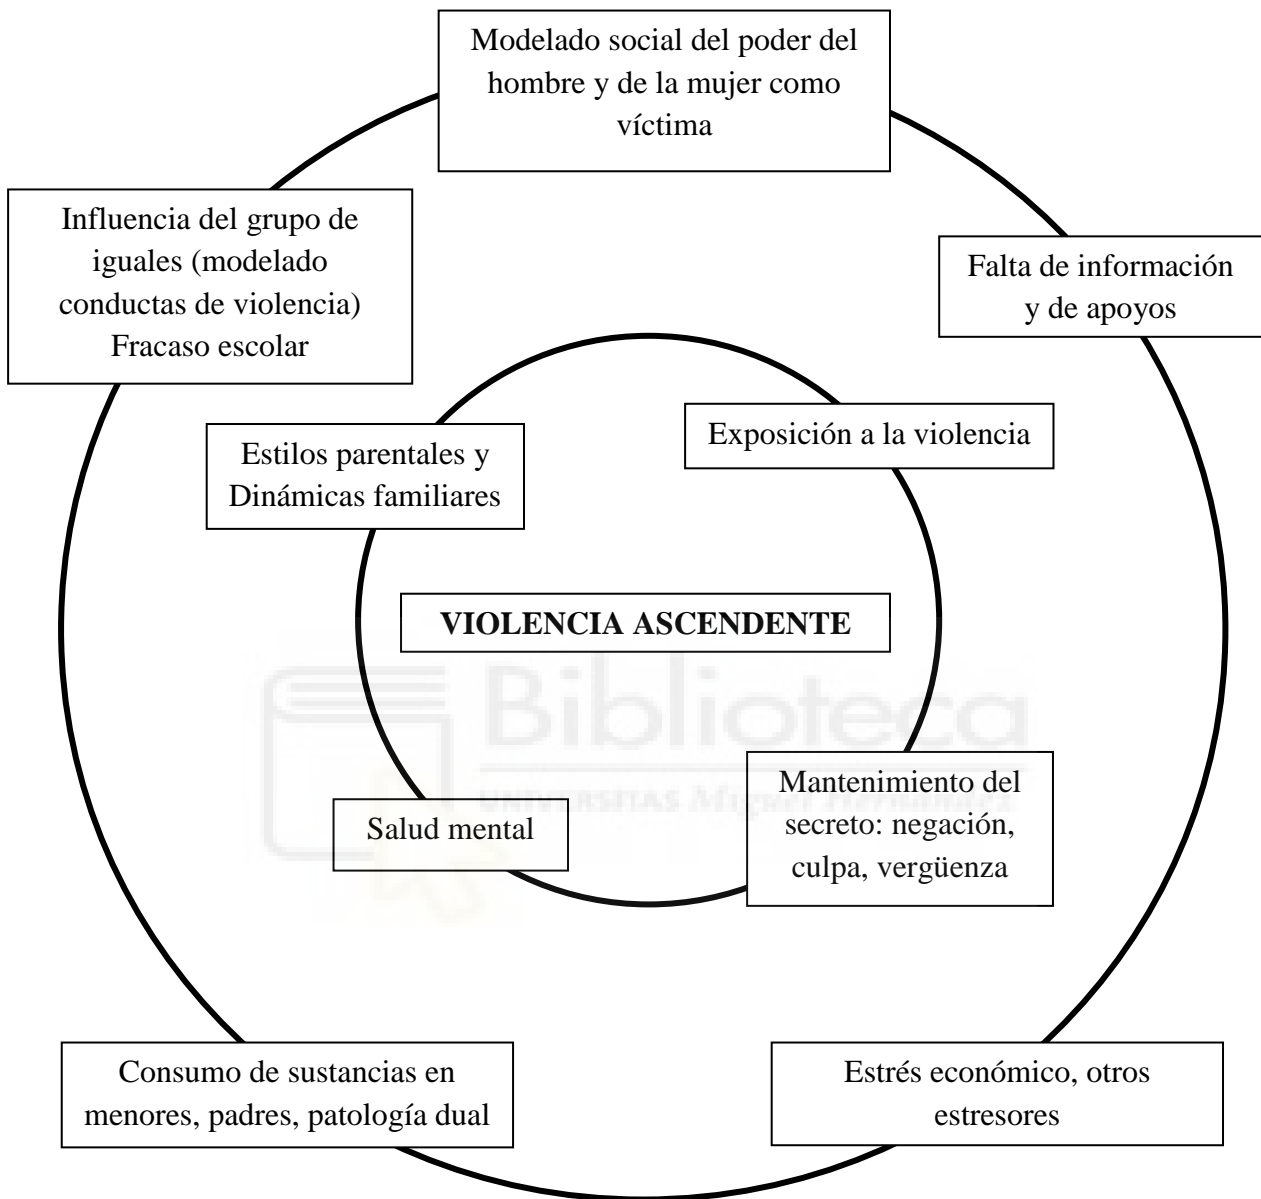 Modelado social del poder del
hombre y de la mujer como
víctima
Influencia del grupo de
iguales (modelado
conductas de violencia)
Fracaso escolar
Falta de información
y de apoyos
Estilos parentales y
Dinámicas familiares
Exposición a la violencia
VIOLENCIA ASCENDENTE
Biblioteca
UNIVERSITAS Miguel Hernández
Salud mental
Mantenimiento del
secreto: negación,
culpa, vergüenza
Consumo de sustancias en
menores, padres, patología dual
Estrés económico, otros
estresores